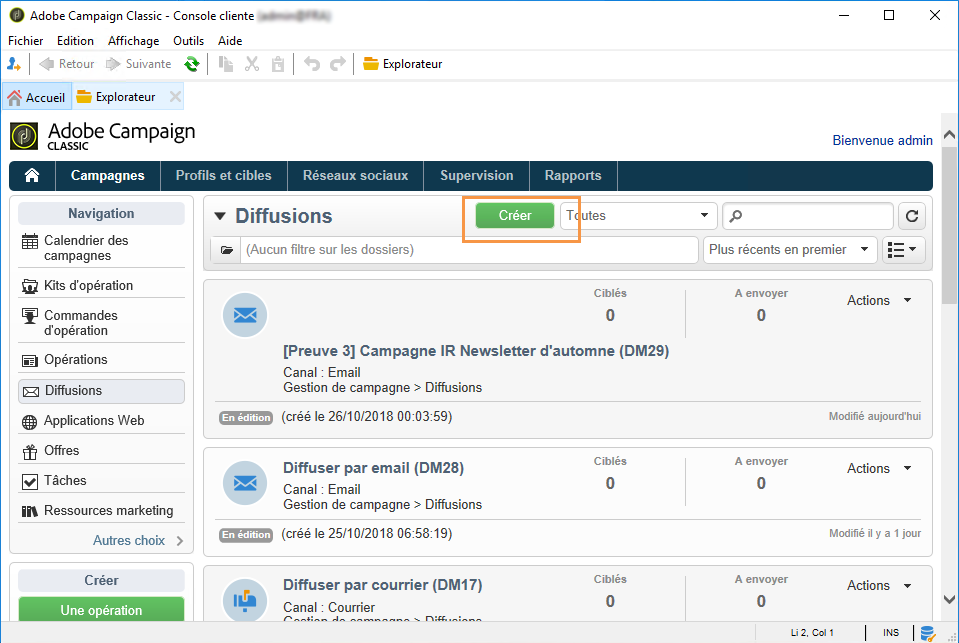 Adobe Campaign Classic - Console cliente
Fichier Edition Affichage Outils Aide
Retour Suivante Explorateur
Accueil Explorateur
Adobe Campaign
CLASSIC
Bienvenue admin
Campagnes Profils et cibles Réseaux sociaux Supervision Rapports
Navigation
Calendrier des
campagnes
Kits d'opération
Commandes
d'opération
Opérations
Diffusions
Applications Web
Offres
Tâches
Ressources marketing
Autres choix
Créer
Une opération
Diffusions Créer Toutes
(Aucun filtre sur les dossiers) Plus récents en premier
Ciblés A envoyer Actions
0 0
[Preuve 3] Campagne IR Newsletter d'automne (DM29)
Canal : Email
Gestion de campagne > Diffusions
En édition (créé le 26/10/2018 00:03:59) Modifié aujourd'hui
Ciblés A envoyer
Diffuser par email (DM28) Actions
0 0
Canal : Email
Gestion de campagne > Diffusions
En édition (créé le 25/10/2018 06:58:19) Modifié il y a 1 jour
Ciblés A envoyer
Diffuser par courrier (DM17) Actions
0 0
Canal : Courrier
Gestion de campagne > Diffusions
Li 2, Col 1 INS